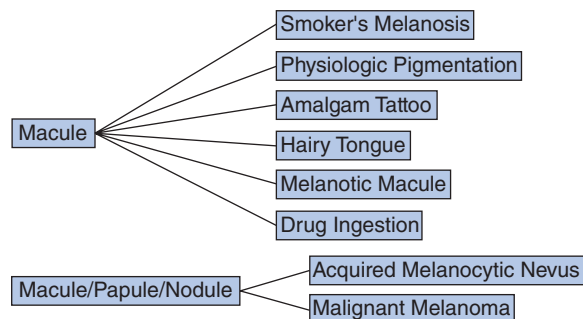 Smoker's Melanosis
Physiologic Pigmentation
Amalgam Tattoo
Macule
Hairy Tongue
Melanotic Macule
Drug Ingestion
Acquired Melanocytic Nevus
Macule/Papule/Nodule
Malignant Melanoma